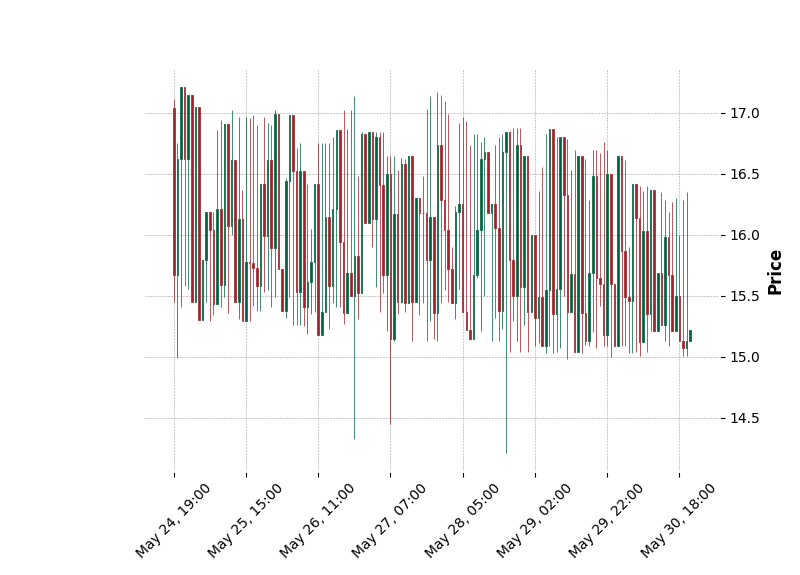 17.0
16.5
16.0
15.5
15.0
14.5
Price
May 24, 19:00
May 25, 15:00
May 26, 11:00
May 27, 07:00
May 28, 05:00
May 29, 02:00
May 29, 22:00
May 30, 18:00